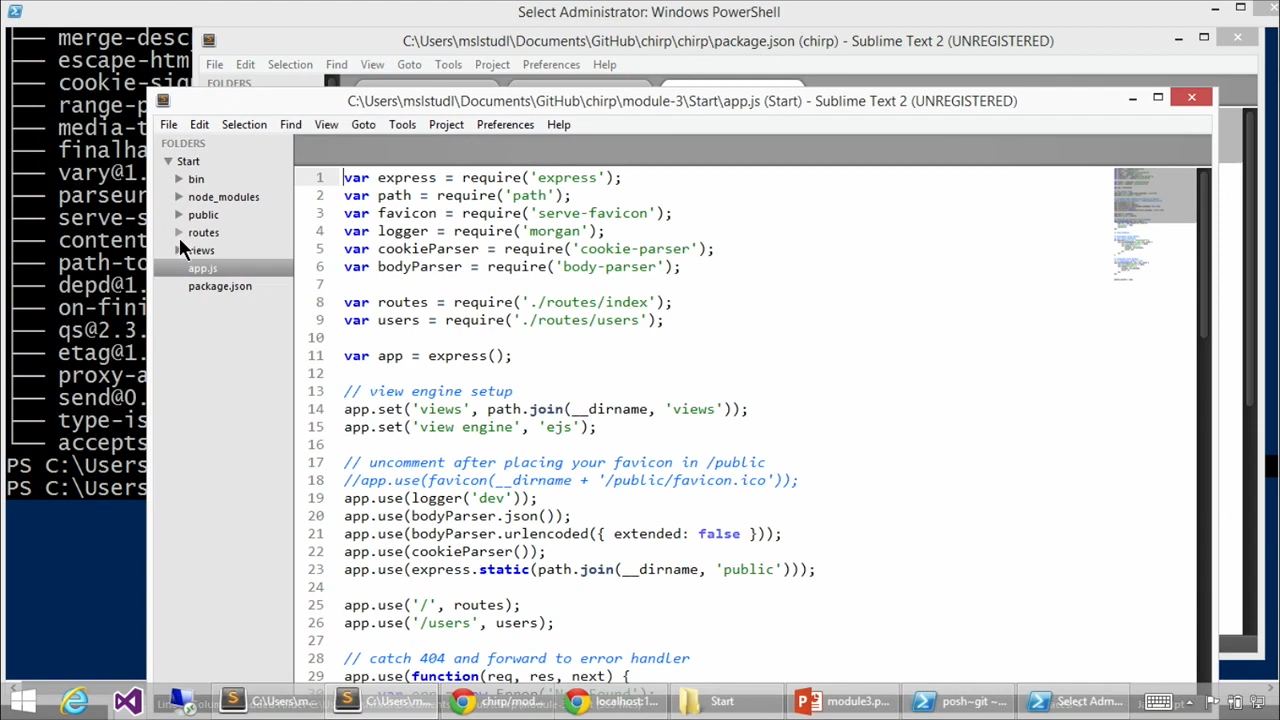 Select Administrator: Windows PowerShell
merge-desc
escape-htm
cookie-sig
range-p
media-t
finalha
vary@1.
parseur
serve-s
content
path-to
depd@1.
on-fini
qs@2.3.
etag@1.
proxy-a
send@0.
type-is
accepts
PS C:\Users
PS C:\Users
C:\Users\mslstudl\Documents\GitHub\chirp\chirp\package.json (chirp) - Sublime Text 2 (UNREGISTERED)
File Edit Selection Find View Goto Tools Project Preferences Help
FOLDERS
C:\Users\mslstudl\Documents\GitHub\chirp\module-3\Start\app.js (Start) - Sublime Text 2 (UNREGISTERED)
File Edit Selection Find View Goto Tools Project Preferences Help
FOLDERS
Start
bin
node_modules
public
routes
views
app.js
package.json
1 var express = require('express');
2 var path = require('path');
3 var favicon = require('serve-favicon');
4 var logger = require('morgan');
5 var cookieParser = require('cookie-parser');
6 var bodyParser = require('body-parser');
7
8 var routes = require('./routes/index');
9 var users = require('./routes/users');
10
11 var app = express();
12
13 // view engine setup
14 app.set('views', path.join(__dirname, 'views'));
15 app.set('view engine', 'ejs');
16
17 // uncomment after placing your favicon in /public
18 //app.use(favicon(__dirname + '/public/favicon.ico'));
19 app.use(logger('dev'));
20 app.use(bodyParser.json());
21 app.use(bodyParser.urlencoded({ extended: false }));
22 app.use(cookieParser());
23 app.use(express.static(path.join(__dirname, 'public')));
24
25 app.use('/', routes);
26 app.use('/users', users);
27
28 // catch 404 and forward to error handler
29 app.use(function(req, res, next) {
C:\Users\m... C:\Users\m... chirp/mod... localhost:1... Start module3.p... posh~git ~... Select Adm...